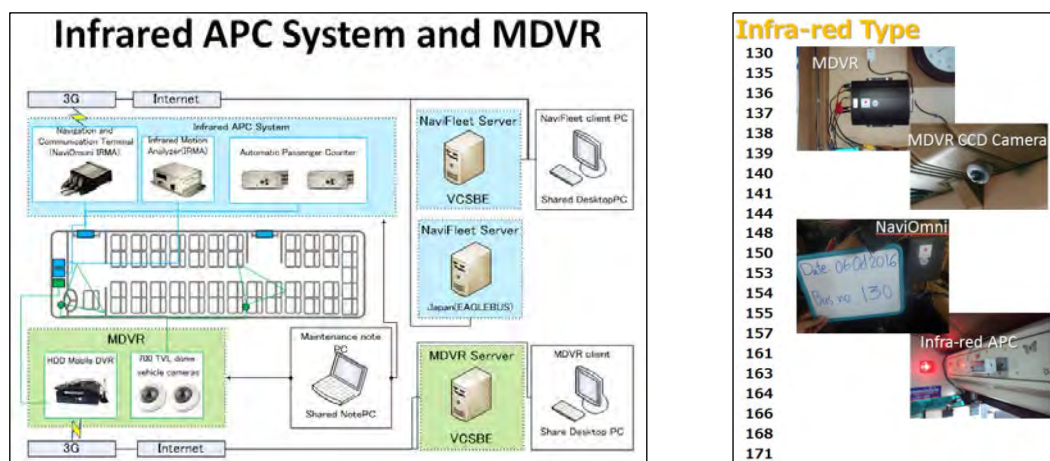 Infrared APC System and MDVR
3G
Internet
Infrared APC System
Navigation and
Communication Terminal
(NaviOmni IRMA)
Infrared Motion
Analyzer(IRMA)
Automatic Passenger Counter
NaviFleet Server
VCSBE
NaviFleet client PC
Shared DesktopPC
NaviFleet Server
Japan(EAGLEBUS)
MDVR
HDD Mobile DVR
700 TVL dome
vehicle cameras
Maintenance note
PC
Shared NotePC
MDVR Server
VCSBE
MDVR client
Share Desktop PC
3G
Internet
Infra-red Type
130
135
136
137
138
139
140
141
144
148
150
153
154
155
157
161
163
164
166
168
171
MDVR
MDVR CCD Camera
NaviOmni
Date. 06 Oct 2016
Bus. no 130
Infra-red APC